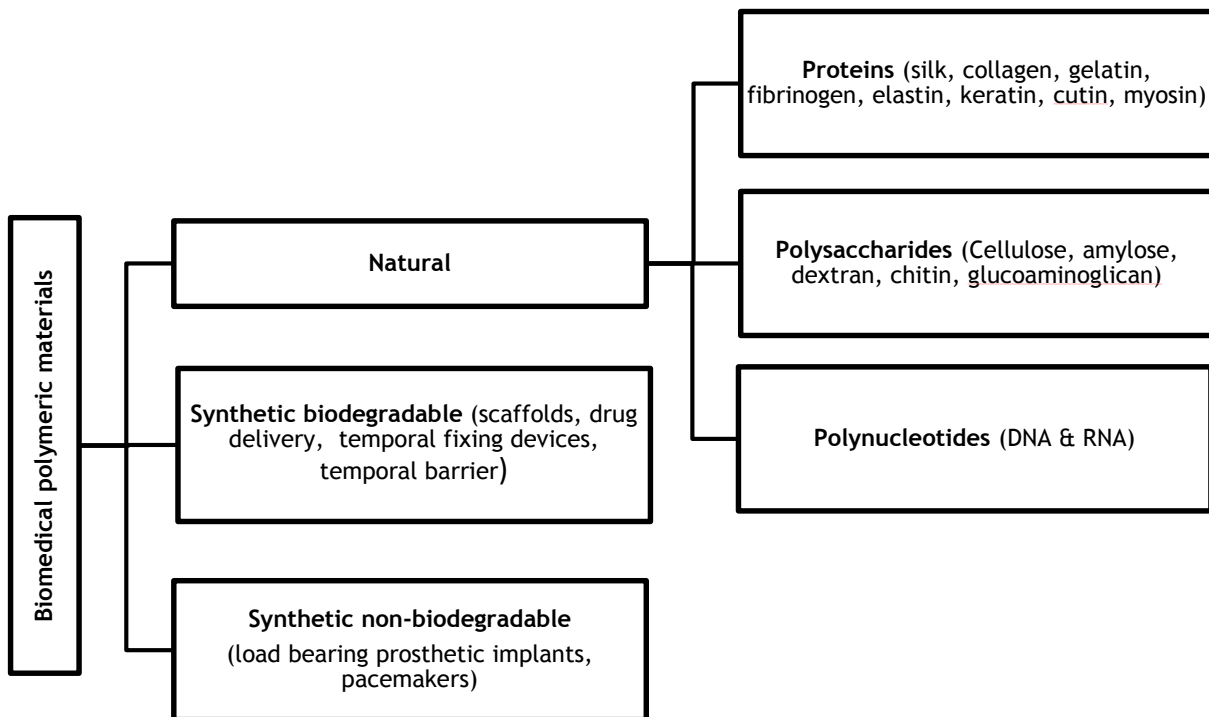 Biomedical polymeric materials
Natural
Synthetic biodegradable (scaffolds, drug
delivery, temporal fixing devices,
temporal barrier)
Synthetic non-biodegradable
(load bearing prosthetic implants,
pacemakers)
Proteins (silk, collagen, gelatin,
fibrinogen, elastin, keratin, cutin, myosin)
Polysaccharides (Cellulose, amylose,
dextran, chitin, glucoaminoglican)
Polynucleotides (DNA & RNA)